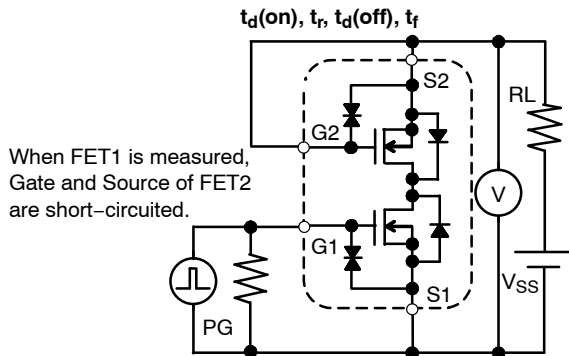 td(on), tr, td(off), tf
S2
RL
G2
When FET1 is measured,
Gate and Source of FET2
are short−circuited.
V
G1
VSS
S1
PG